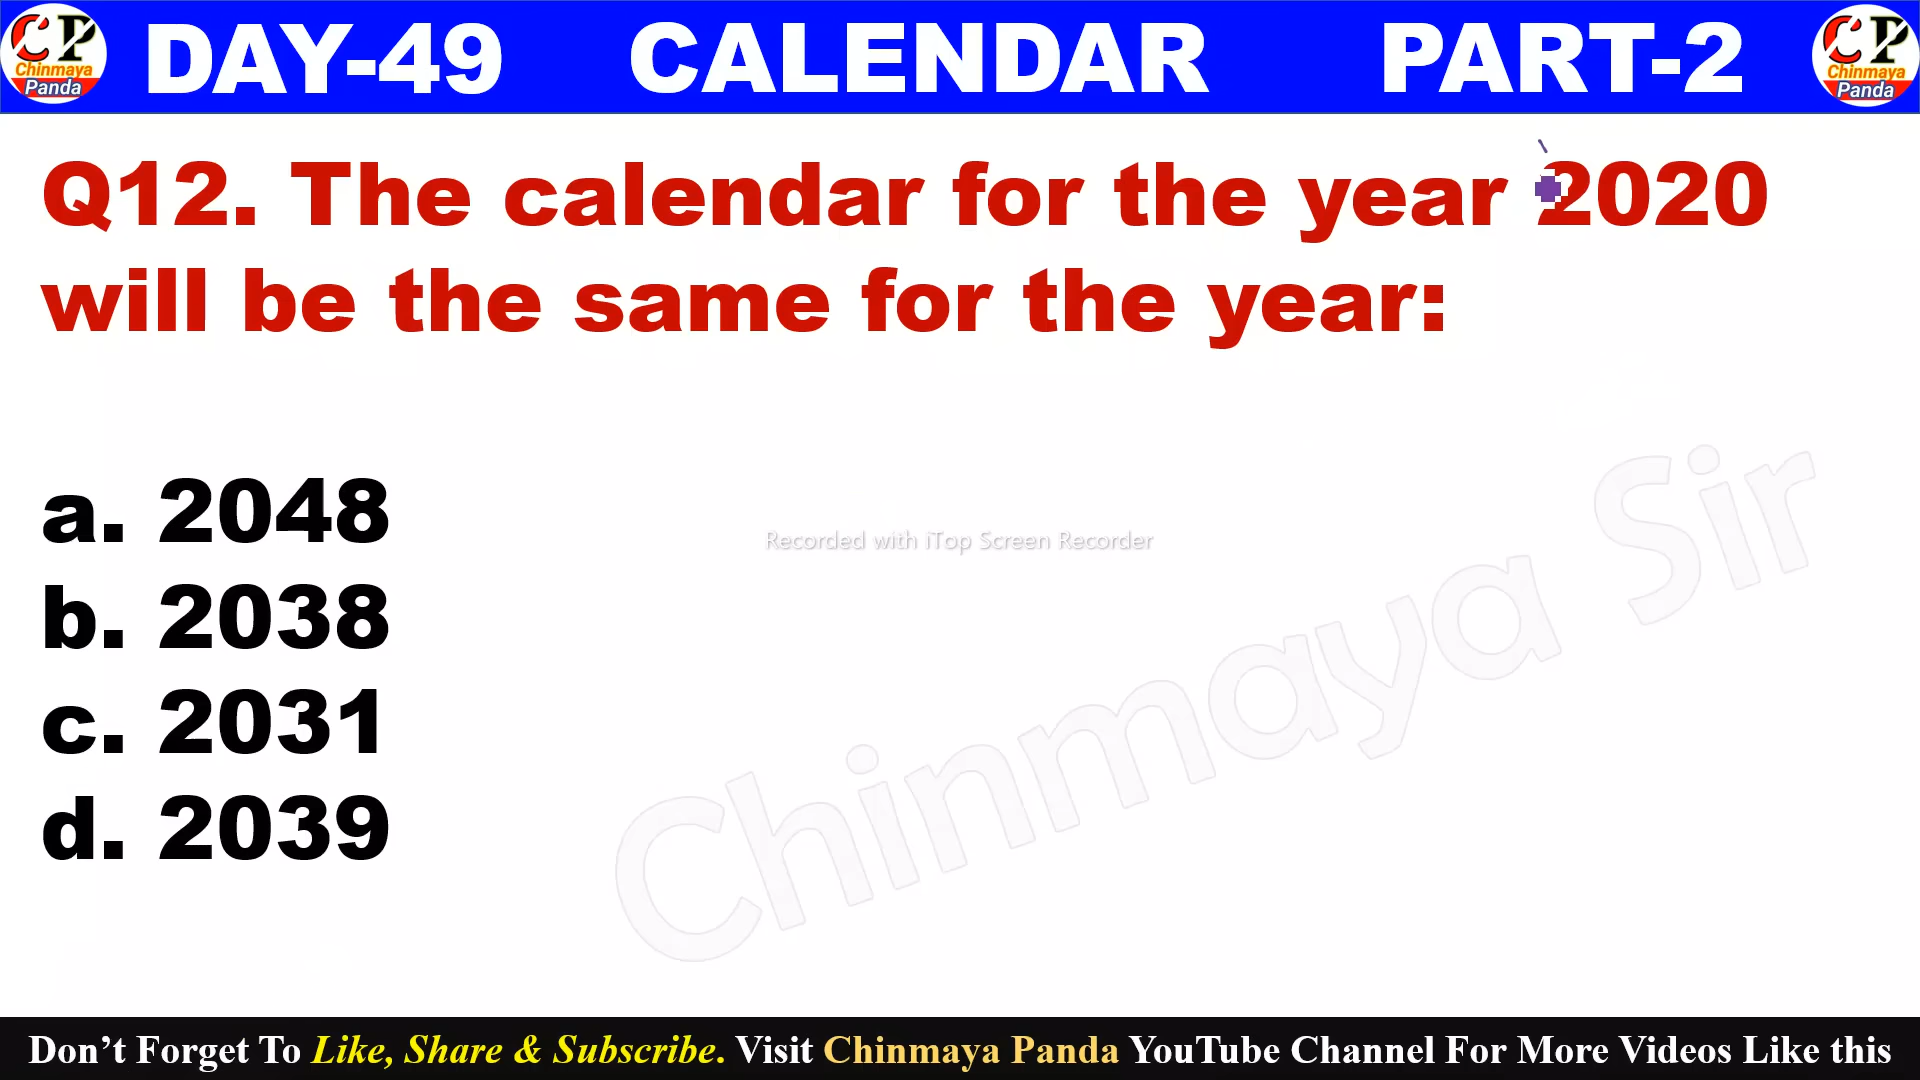 CP Chinmaya Panda
DAY-49 CALENDAR PART-2
CP Chinmaya Panda
Q12. The calendar for the year 2020
will be the same for the year:
a. 2048
Recorded with iTop Screen Recorder
b. 2038
c. 2031
d. 2039
Chinmaya Sir
Don’t Forget To Like, Share & Subscribe. Visit Chinmaya Panda YouTube Channel For More Videos Like this